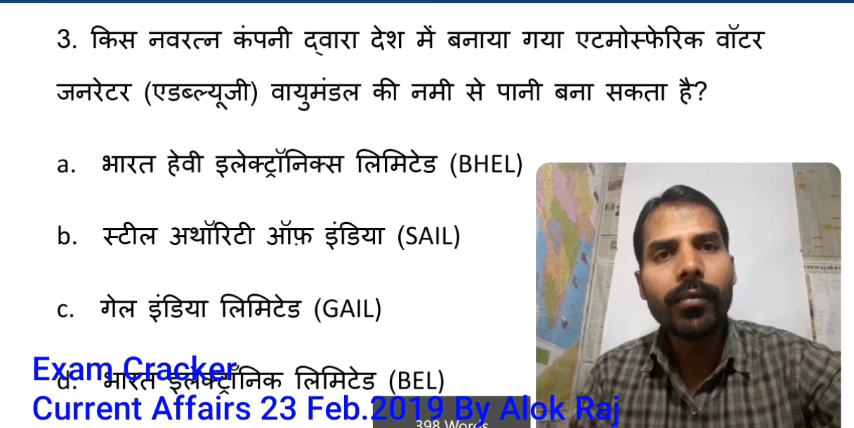 3. किस नवरत्न कंपनी द्वारा देश में बनाया गया एटमोस्फेरिक वॉटर
जनरेटर (एडब्ल्यूजी) वायुमंडल की नमी से पानी बना सकता है?
a. भारत हेवी इलेक्ट्रॉनिक्स लिमिटेड (BHEL)
b. स्टील अथॉरिटी ऑफ़ इंडिया (SAIL)
c. गेल इंडिया लिमिटेड (GAIL)
d. भारत इलेक्ट्रॉनिक लिमिटेड (BEL)
Exam Cracker
Current Affairs 23 Feb.2019 By Alok Raj
398 Words